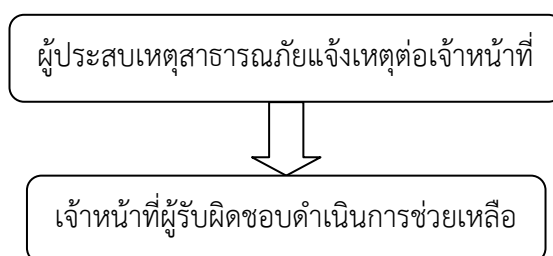 ผู้ประสบเหตุสาธารณภัยแจ้งเหตุต่อเจ้าหน้าที่
เจ้าหน้าที่ผู้รับผิดชอบดำเนินการช่วยเหลือ